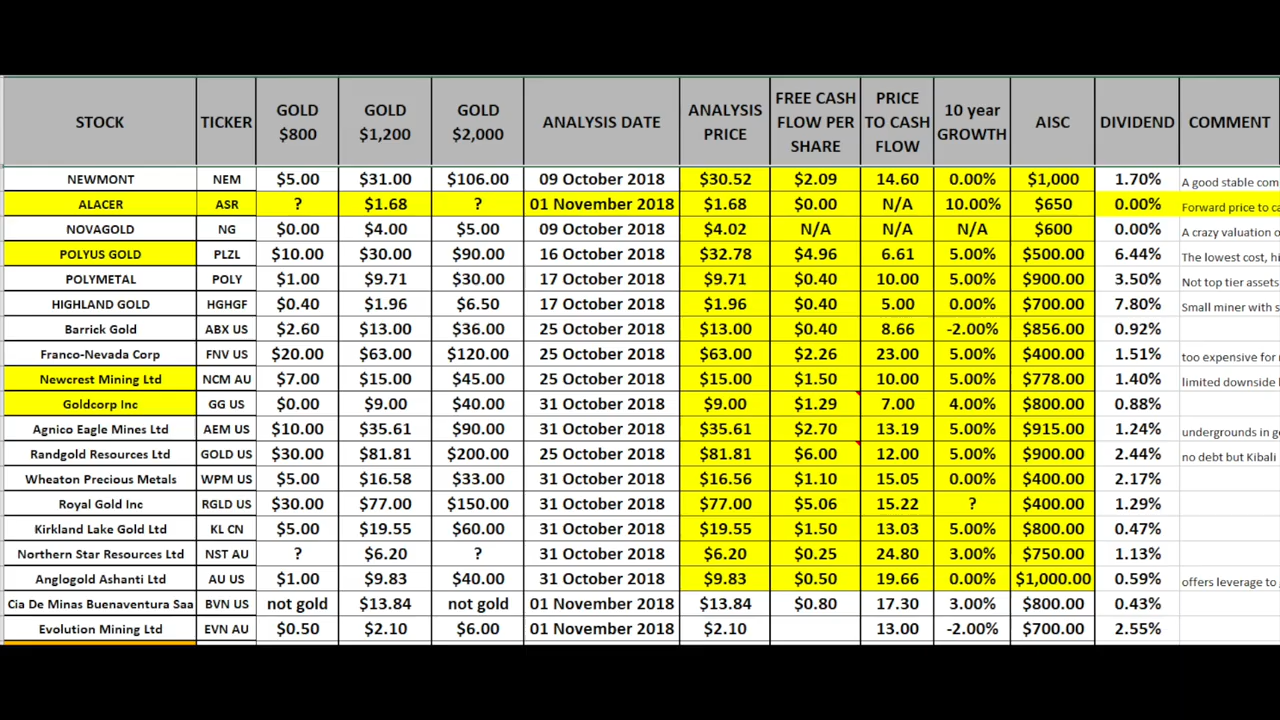 STOCK TICKER GOLD $800 GOLD $1,200 GOLD $2,000 ANALYSIS DATE ANALYSIS PRICE FREE CASH FLOW PER SHARE PRICE TO CASH FLOW 10 year GROWTH AISC DIVIDEND COMMENT
NEWMONT NEM $5.00 $31.00 $106.00 09 October 2018 $30.52 $2.09 14.60 0.00% $1,000 1.70% A good stable com
ALACER ASR ? $1.68 ? 01 November 2018 $1.68 $0.00 N/A 10.00% $650 0.00% Forward price to ca
NOVAGOLD NG $0.00 $4.00 $5.00 09 October 2018 $4.02 N/A N/A N/A $600 0.00% A crazy valuation o
POLYUS GOLD PLZL $10.00 $30.00 $90.00 16 October 2018 $32.78 $4.96 6.61 5.00% $500.00 6.44% The lowest cost, hi
POLYMETAL POLY $1.00 $9.71 $30.00 17 October 2018 $9.71 $0.40 10.00 5.00% $900.00 3.50% Not top tier assets
HIGHLAND GOLD HGHGF $0.40 $1.96 $6.50 17 October 2018 $1.96 $0.40 5.00 0.00% $700.00 7.80% Small miner with s
Barrick Gold ABX US $2.60 $13.00 $36.00 25 October 2018 $13.00 $0.40 8.66 -2.00% $856.00 0.92%
Franco-Nevada Corp FNV US $20.00 $63.00 $120.00 25 October 2018 $63.00 $2.26 23.00 5.00% $400.00 1.51% too expensive for
Newcrest Mining Ltd NCM AU $7.00 $15.00 $45.00 25 October 2018 $15.00 $1.50 10.00 5.00% $778.00 1.40% limited downside
Goldcorp Inc GG US $0.00 $9.00 $40.00 31 October 2018 $9.00 $1.29 7.00 4.00% $800.00 0.88%
Agnico Eagle Mines Ltd AEM US $10.00 $35.61 $90.00 31 October 2018 $35.61 $2.70 13.19 5.00% $915.00 1.24% undergrounds in
Randgold Resources Ltd GOLD US $30.00 $81.81 $200.00 25 October 2018 $81.81 $6.00 12.00 5.00% $900.00 2.44% no debt but Kibali
Wheaton Precious Metals WPM US $5.00 $16.58 $33.00 31 October 2018 $16.56 $1.10 15.05 0.00% $400.00 2.17%
Royal Gold Inc RGLD US $30.00 $77.00 $150.00 31 October 2018 $77.00 $5.06 15.22 ? $400.00 1.29%
Kirkland Lake Gold Ltd KL CN $5.00 $19.55 $60.00 31 October 2018 $19.55 $1.50 13.03 5.00% $800.00 0.47%
Northern Star Resources Ltd NST AU ? $6.20 ? 31 October 2018 $6.20 $0.25 24.80 3.00% $750.00 1.13%
Anglogold Ashanti Ltd AU US $1.00 $9.83 $40.00 31 October 2018 $9.83 $0.50 19.66 0.00% $1,000.00 0.59% offers leverage to
Cia De Minas Buenaventura Saa BVN US not gold $13.84 not gold 01 November 2018 $13.84 $0.80 17.30 3.00% $800.00 0.43%
Evolution Mining Ltd EVN AU $0.50 $2.10 $6.00 01 November 2018 $2.10 13.00 -2.00% $700.00 2.55%